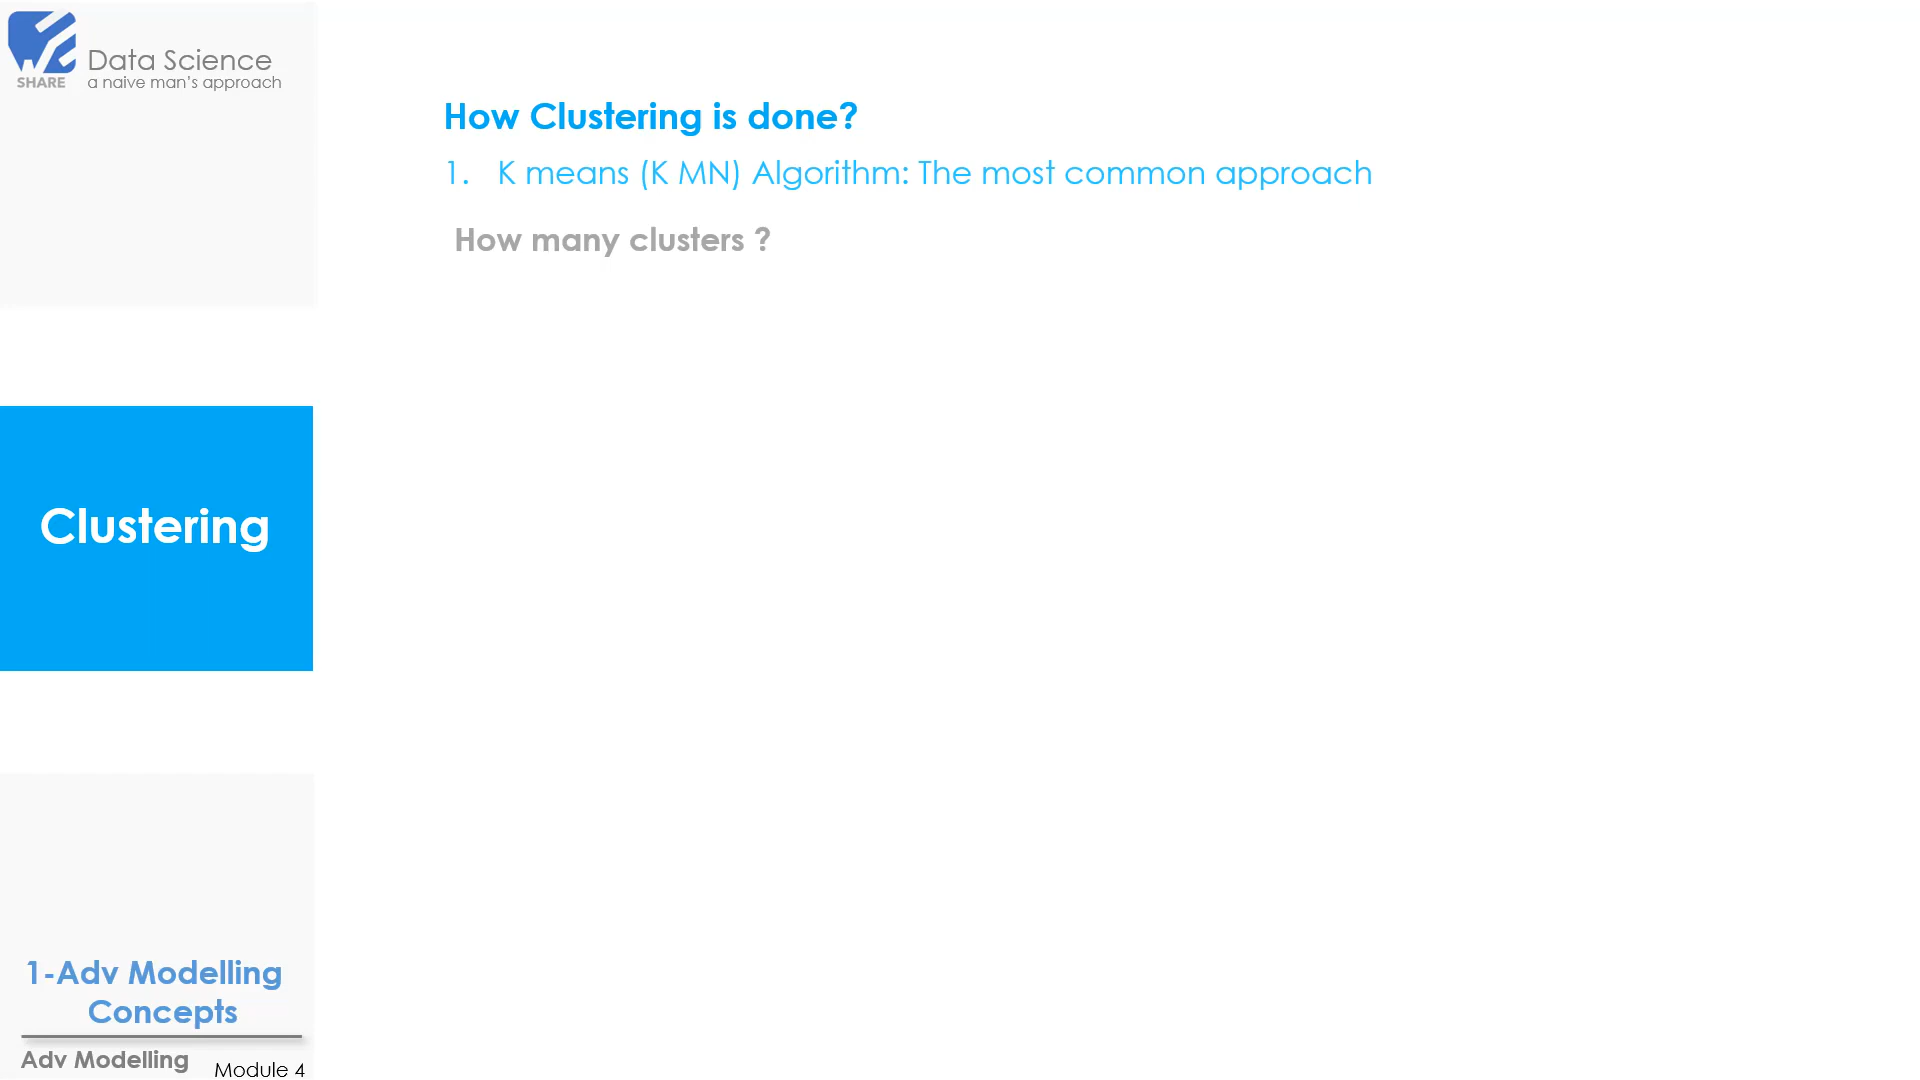 SHARE
Data Science
a naive man's approach
How Clustering is done?
1. K means (K MN) Algorithm: The most common approach
How many clusters ?
Clustering
1-Adv Modelling
Concepts
Adv Modelling
Module 4